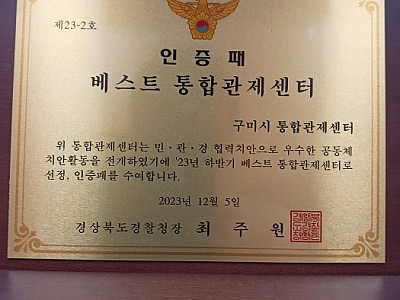 제23-2호
인증패
베스트 통합관제센터
구미시 통합관제센터
위 통합관제센터는 민·관·경 협력치안으로 우수한 공동체
치안활동을 전개하였기에 '23년 하반기 베스트 통합관제센터로
선정, 인증패를 수여합니다.
2023년 12월 5일
경상북도경찰청장 최주원